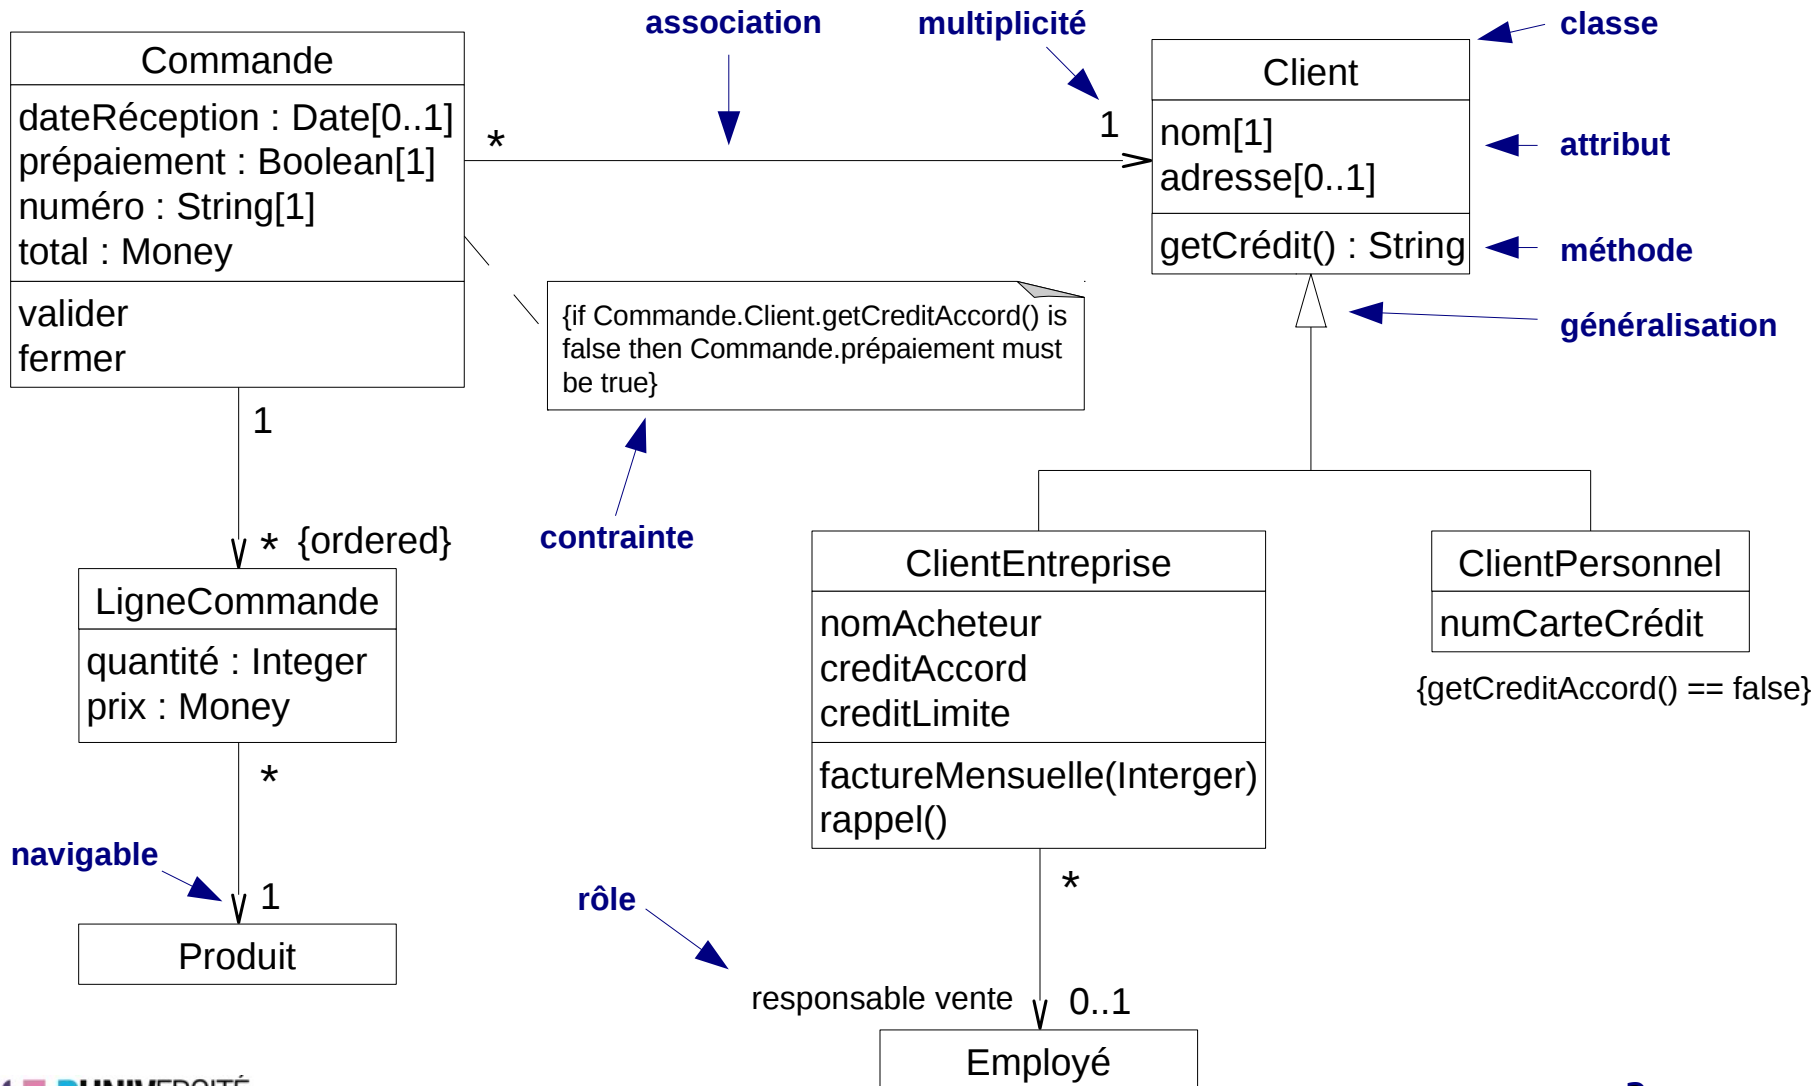 association
multiplicité
classe
Commande
dateRéception : Date[0..1]
prépaiement : Boolean[1]
numéro : String[1]
total : Money
valider
fermer
*
1
Client
nom[1]
adresse[0..1]
getCrédit() : String
attribut
méthode
généralisation
{if Commande.Client.getCreditAccord() is
false then Commande.prépaiement must
be true}
contrainte
1
* {ordered}
LigneCommande
quantité : Integer
prix : Money
*
navigable
1
Produit
ClientEntreprise
nomAcheteur
creditAccord
creditLimite
factureMensuelle(Interger)
rappel()
ClientPersonnel
numCarteCrédit
{getCreditAccord() == false}
*
rôle
responsable vente
0..1
Employé